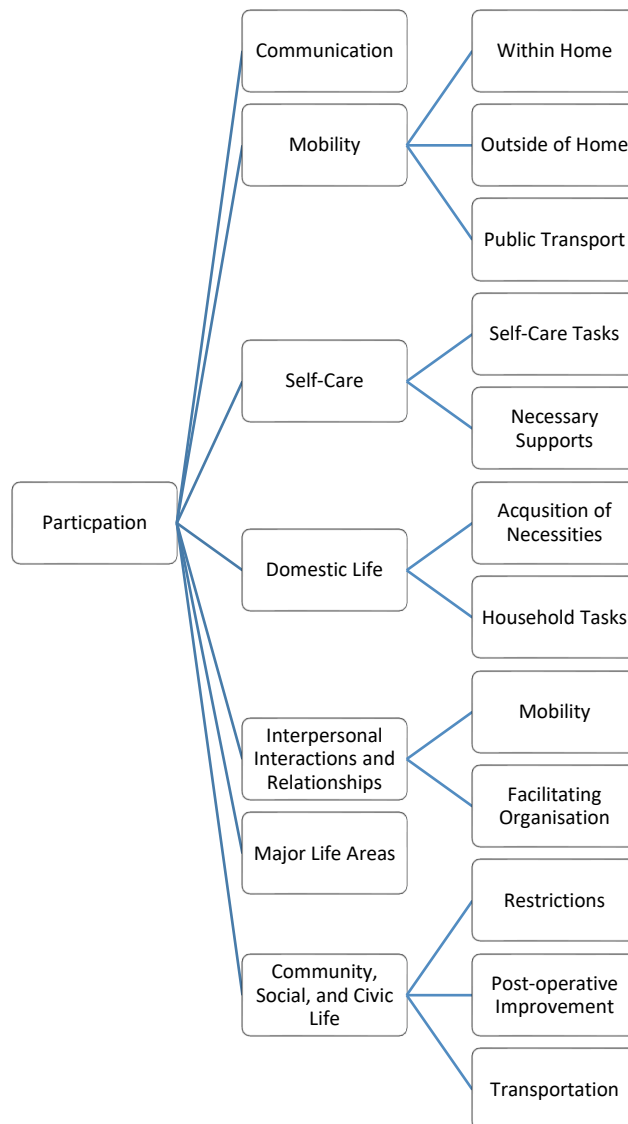 Particpation
Communication
Mobility
Within Home
Outside of Home
Public Transport
Self-Care
Self-Care Tasks
Necessary
Supports
Domestic Life
Acqusition of
Necessities
Household Tasks
Interpersonal
Interactions and
Relationships
Mobility
Facilitating
Organisation
Major Life Areas
Community,
Social, and Civic
Life
Restrictions
Post-operative
Improvement
Transportation